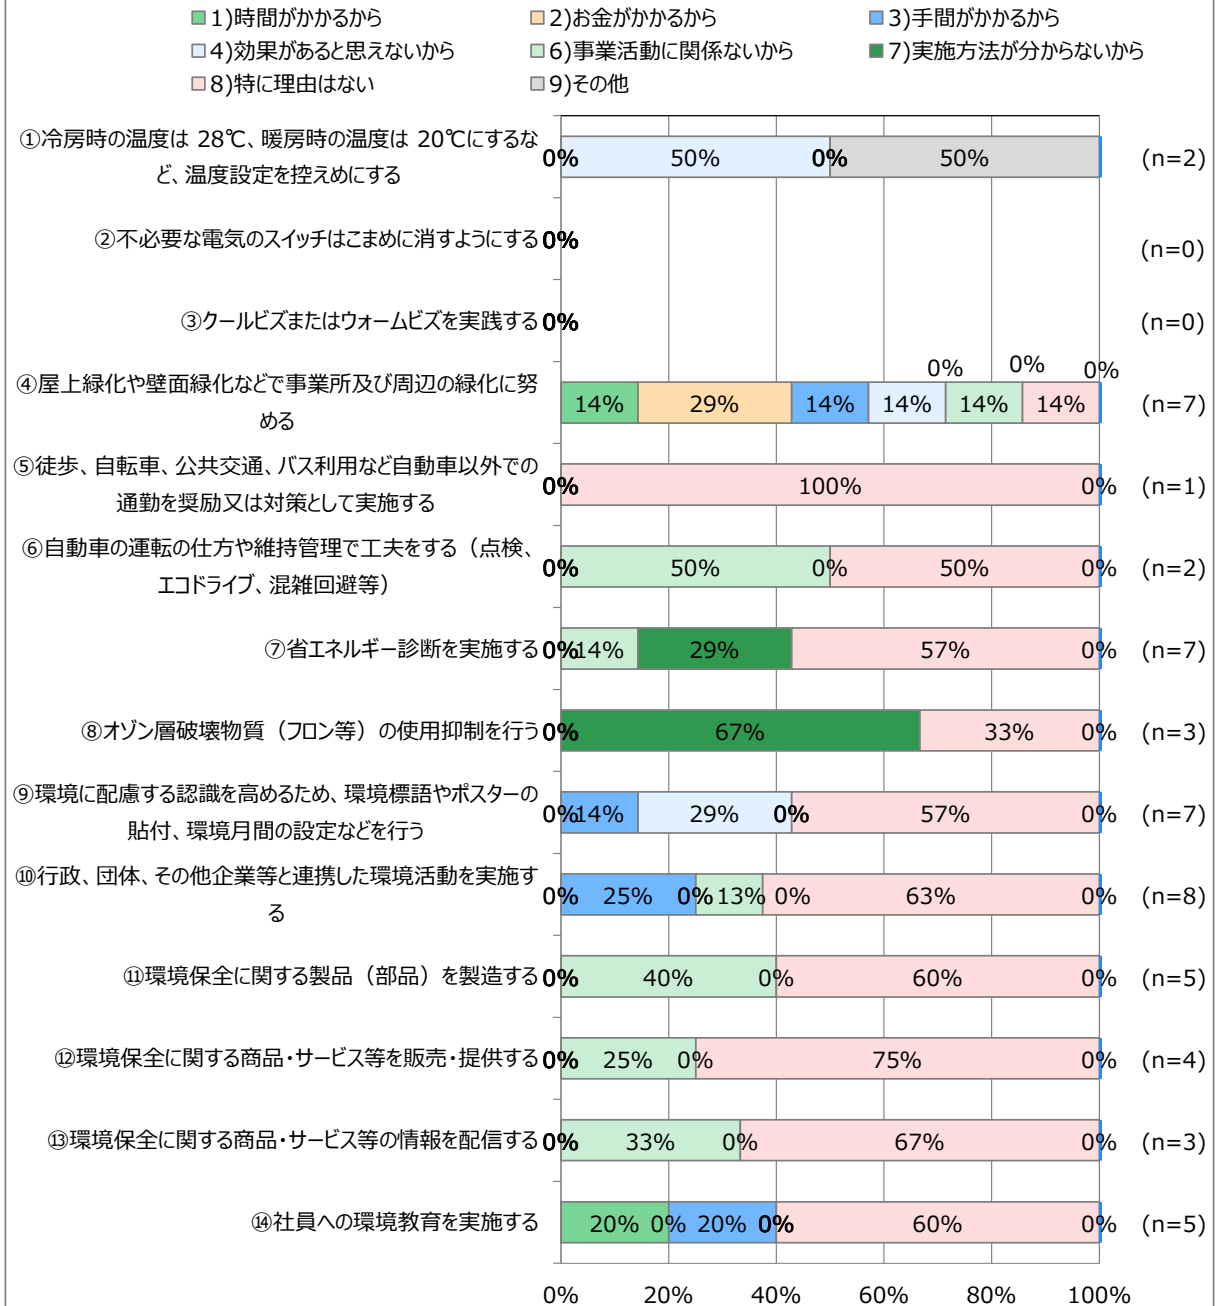 1)時間がかかるから 2)お金がかかるから 3)手間がかかるから
4)効果があると思えないから 6)事業活動に関係ないから 7)実施方法が分からないから
8)特に理由はない 9)その他
①冷房時の温度は 28℃、暖房時の温度は 20℃にするな
ど、温度設定を控えめにする
0% 50% 0% 50% (n=2)
②不必要な電気のスイッチはこまめに消すようにする 0% (n=0)
③クールビズまたはウォームビズを実践する 0% (n=0)
0% 0% 0%
④屋上緑化や壁面緑化などで事業所及び周辺の緑化に努
める
14% 29% 14% 14% 14% 14% (n=7)
⑤徒歩、自転車、公共交通、バス利用など自動車以外での
通勤を奨励又は対策として実施する
0% 100% 0% (n=1)
⑥自動車の運転の仕方や維持管理で工夫をする（点検、
エコドライブ、混雑回避等）
0% 50% 0% 50% 0% (n=2)
⑦省エネルギー診断を実施する 0% 14% 29% 57% 0% (n=7)
⑧オゾン層破壊物質（フロン等）の使用抑制を行う 0% 67% 33% 0% (n=3)
⑨環境に配慮する認識を高めるため、環境標語やポスターの
貼付、環境月間の設定などを行う
0% 14% 29% 0% 57% 0% (n=7)
⑩行政、団体、その他企業等と連携した環境活動を実施す
る
0% 25% 0% 13% 0% 63% 0% (n=8)
⑪環境保全に関する製品（部品）を製造する 0% 40% 0% 60% 0% (n=5)
⑫環境保全に関する商品・サービス等を販売・提供する 0% 25% 0% 75% 0% (n=4)
⑬環境保全に関する商品・サービス等の情報を配信する 0% 33% 0% 67% 0% (n=3)
⑭社員への環境教育を実施する 20% 0% 20% 0% 60% 0% (n=5)
0% 20% 40% 60% 80% 100%